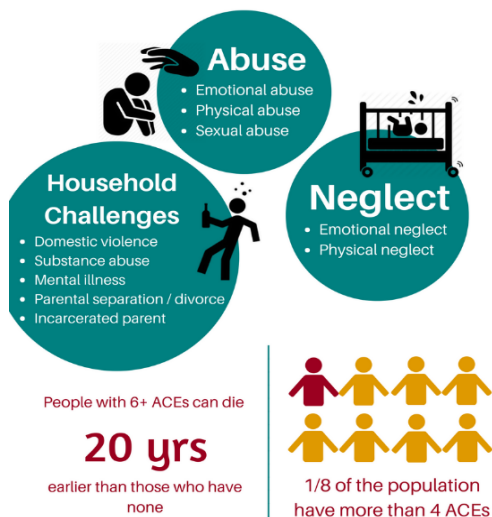 Abuse
• Emotional abuse
• Physical abuse
• Sexual abuse
Household
Challenges
• Domestic violence
• Substance abuse
• Mental illness
• Parental separation / divorce
• Incarcerated parent
Neglect
• Emotional neglect
• Physical neglect
People with 6+ ACEs can die
20 yrs
earlier than those who have
none
1/8 of the population
have more than 4 ACEs